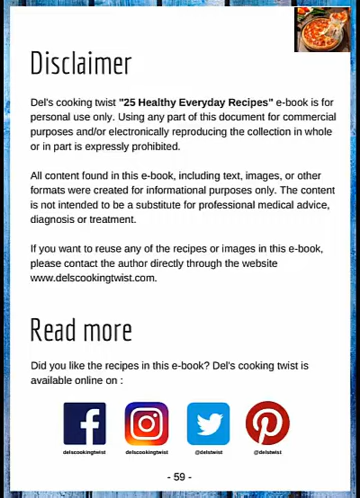 Disclaimer
Del's cooking twist "25 Healthy Everyday Recipes" e-book is for
personal use only. Using any part of this document for commercial
purposes and/or electronically reproducing the collection in whole
or in part is expressly prohibited.
All content found in this e-book, including text, images, or other
formats were created for informational purposes only. The content
is not intended to be a substitute for professional medical advice,
diagnosis or treatment.
If you want to reuse any of the recipes or images in this e-book,
please contact the author directly through the website
www.delscookingtwist.com.
Read more
Did you like the recipes in this e-book? Del's cooking twist is
available online on :
delscookingtwist delscookingtwist @delstwist @delstwist
- 59 -